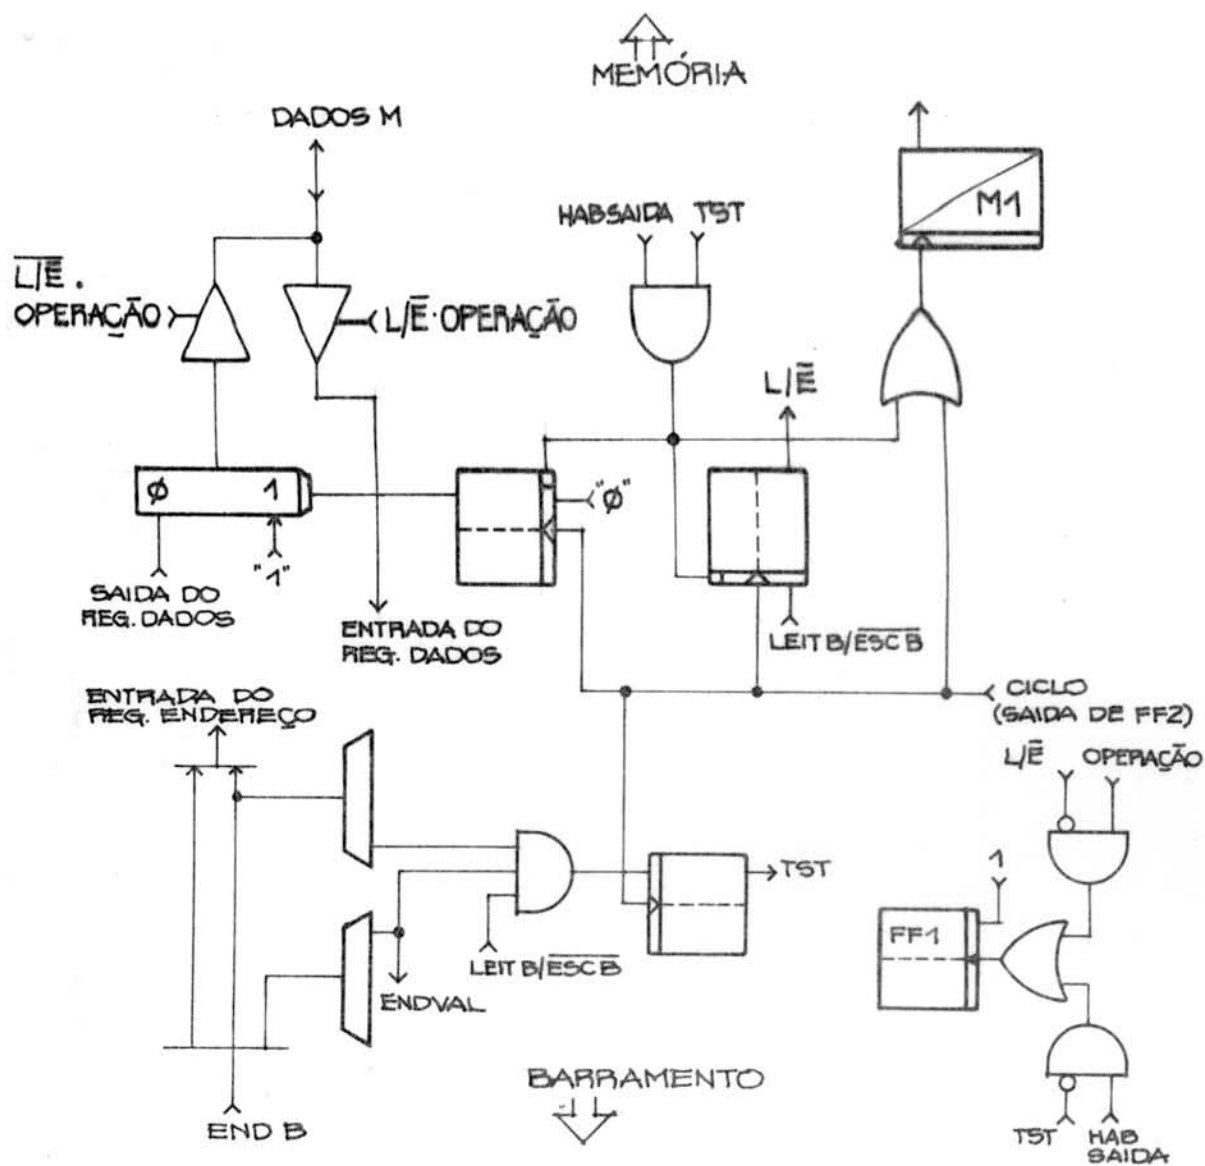 MEMÓRIA
DADOS M
M1
HABSAIDA TST
L/E̅ .
OPERAÇÃO
L/E̅·OPERAÇÃO
L/E̅
Ø 1
"Ø"
"1"
SAIDA DO
REG. DADOS
ENTRADA DO
REG. DADOS
LEIT B/ESC B
ENTRADA DO
REG. ENDEREÇO
CICLO
(SAIDA DE FF2)
L/E̅ OPERAÇÃO
TST
1
FF1
LEIT B/ESC B
ENDVAL
BARRAMENTO
END B
TST HAB
SAIDA